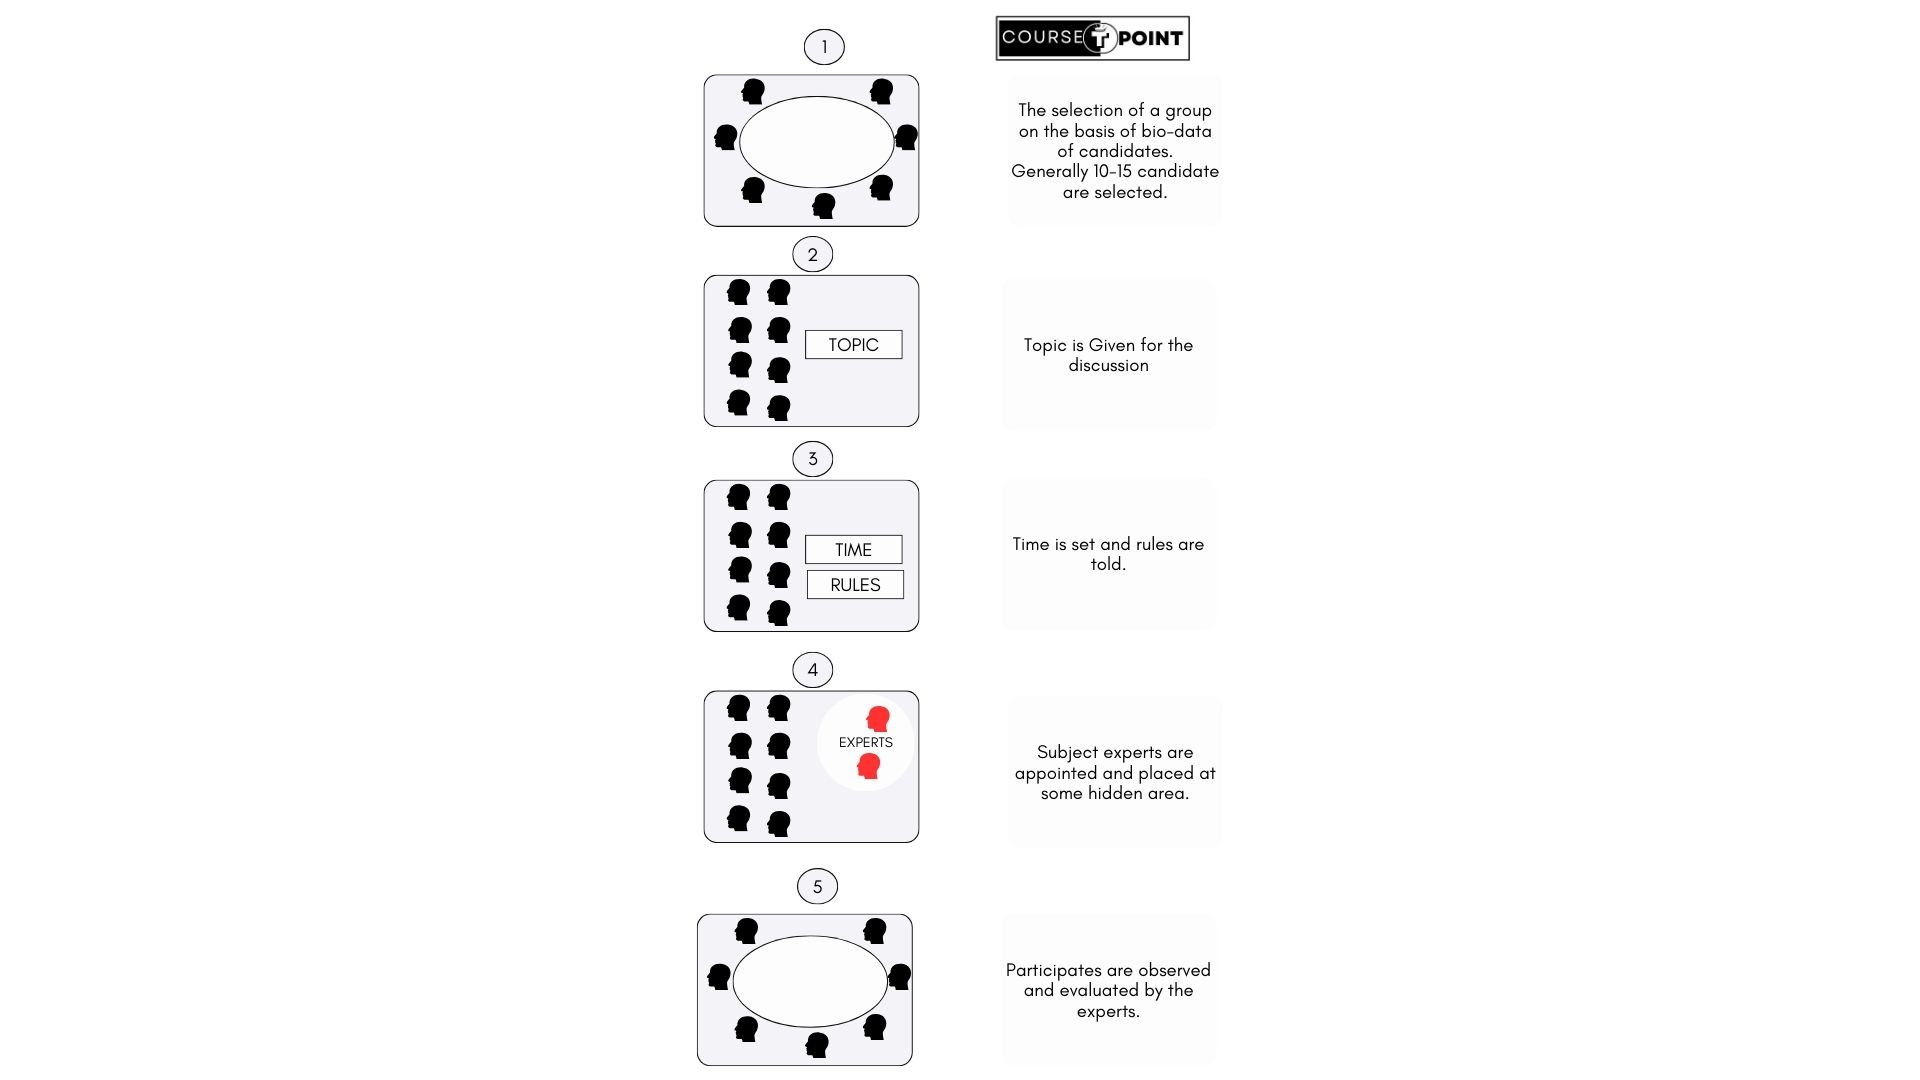 1
COURSE T POINT
The selection of a group
on the basis of bio-data
of candidates.
Generally 10-15 candidate
are selected.
2
TOPIC
Topic is Given for the
discussion
3
TIME
RULES
Time is set and rules are
told.
4
EXPERTS
Subject experts are
appointed and placed at
some hidden area.
5
Participates are observed
and evaluated by the
experts.